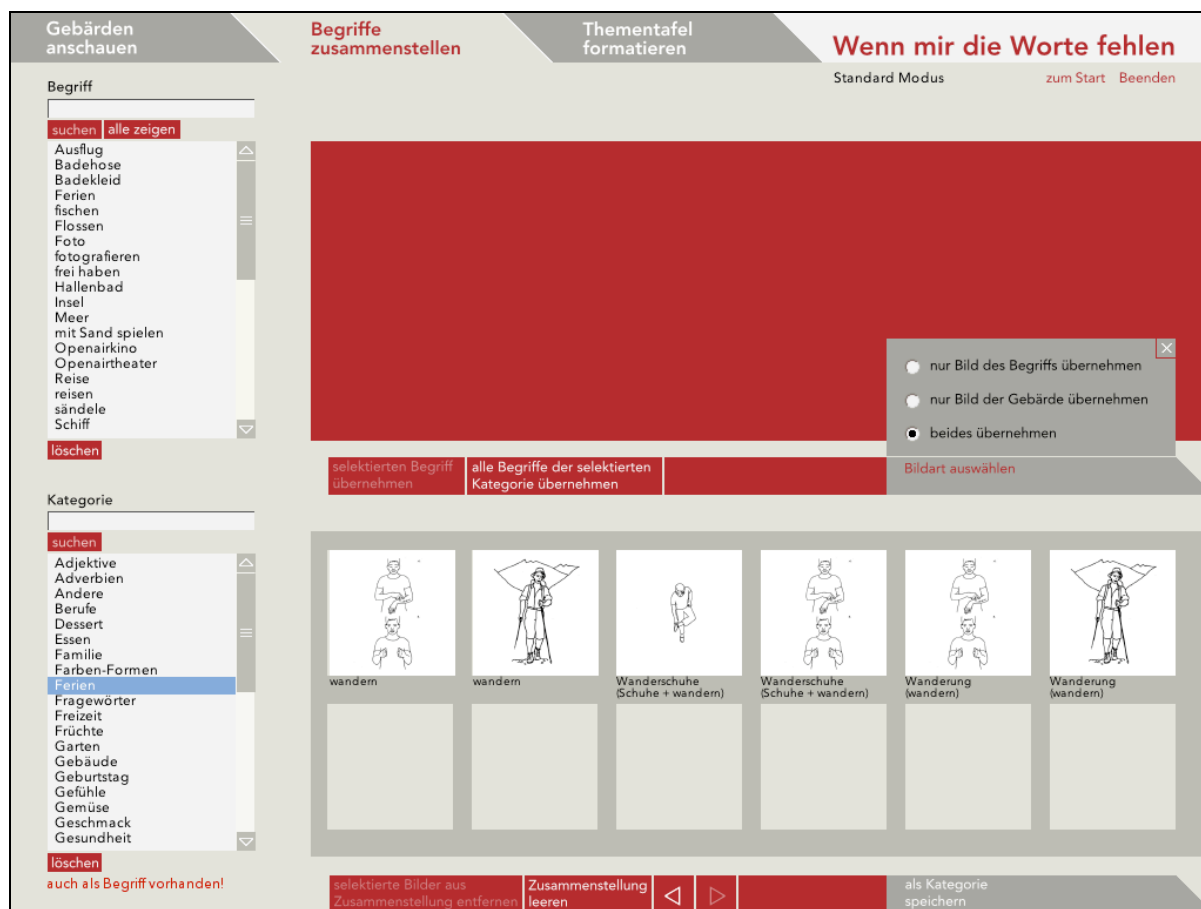 Gebärden
anschauen
Begriffe
zusammenstellen
Thementafel
formatieren
Wenn mir die Worte fehlen
Standard Modus
zum Start
Beenden
Begriff
suchen
alle zeigen
Ausflug
Badehose
Badekleid
Ferien
fischen
Flossen
Foto
fotografieren
frei haben
Hallenbad
Insel
Meer
mit Sand spielen
Openairkino
Openairtheater
Reise
reisen
sändele
Schiff
löschen
nur Bild des Begriffs übernehmen
nur Bild der Gebärde übernehmen
beides übernehmen
Bildart auswählen
selektierten Begriff
übernehmen
alle Begriffe der selektierten
Kategorie übernehmen
Kategorie
suchen
Adjektive
Adverbien
Andere
Berufe
Dessert
Essen
Familie
Farben-Formen
Ferien
Fragewörter
Freizeit
Früchte
Garten
Gebäude
Geburtstag
Gefühle
Gemüse
Geschmack
Gesundheit
löschen
auch als Begriff vorhanden!
wandern
wandern
Wanderschuhe
(Schuhe + wandern)
Wanderschuhe
(Schuhe + wandern)
Wanderung
(wandern)
Wanderung
(wandern)
selektierte Bilder aus
Zusammenstellung entfernen
Zusammenstellung
leeren
als Kategorie
speichern